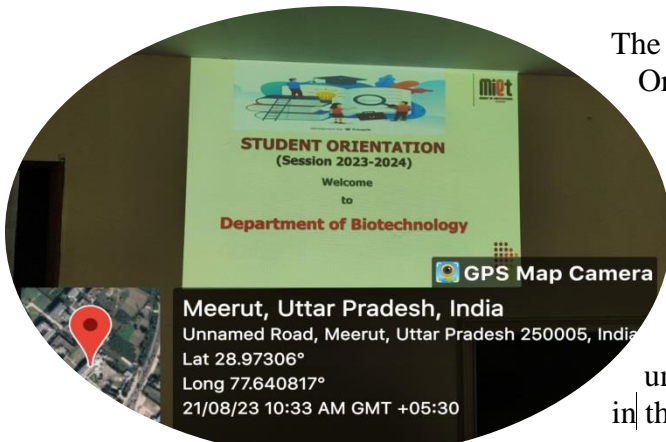 The
Or
miet
STUDENT ORIENTATION
(Session 2023-2024)
Welcome
to
Department of Biotechnology
GPS Map Camera
Meerut, Uttar Pradesh, India
Unnamed Road, Meerut, Uttar Pradesh 250005, India
Lat 28.97306°
Long 77.640817°
21/08/23 10:33 AM GMT +05:30
un
in th